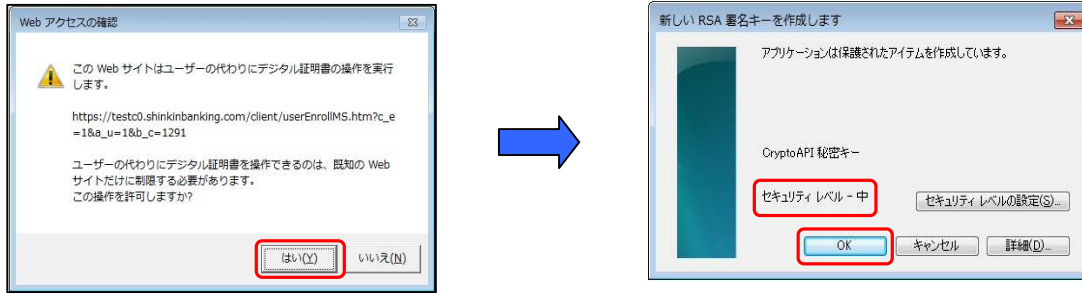 Web アクセスの確認
この Web サイトはユーザーの代わりにデジタル証明書の操作を実行
します。
https://testc0.shinkinbanking.com/client/userEnrollMS.htm?c_e
=1&a_u=1&b_c=1291
ユーザーの代わりにデジタル証明書を操作できるのは、既知の Web
サイトだけに制限する必要があります。
この操作を許可しますか?
はい(Y)
いいえ(N)
新しい RSA 署名キーを作成します
アプリケーションは保護されたアイテムを作成しています。
CryptoAPI 秘密キー
セキュリティ レベル - 中
セキュリティ レベルの設定(S)...
OK
キャンセル
詳細(D)...